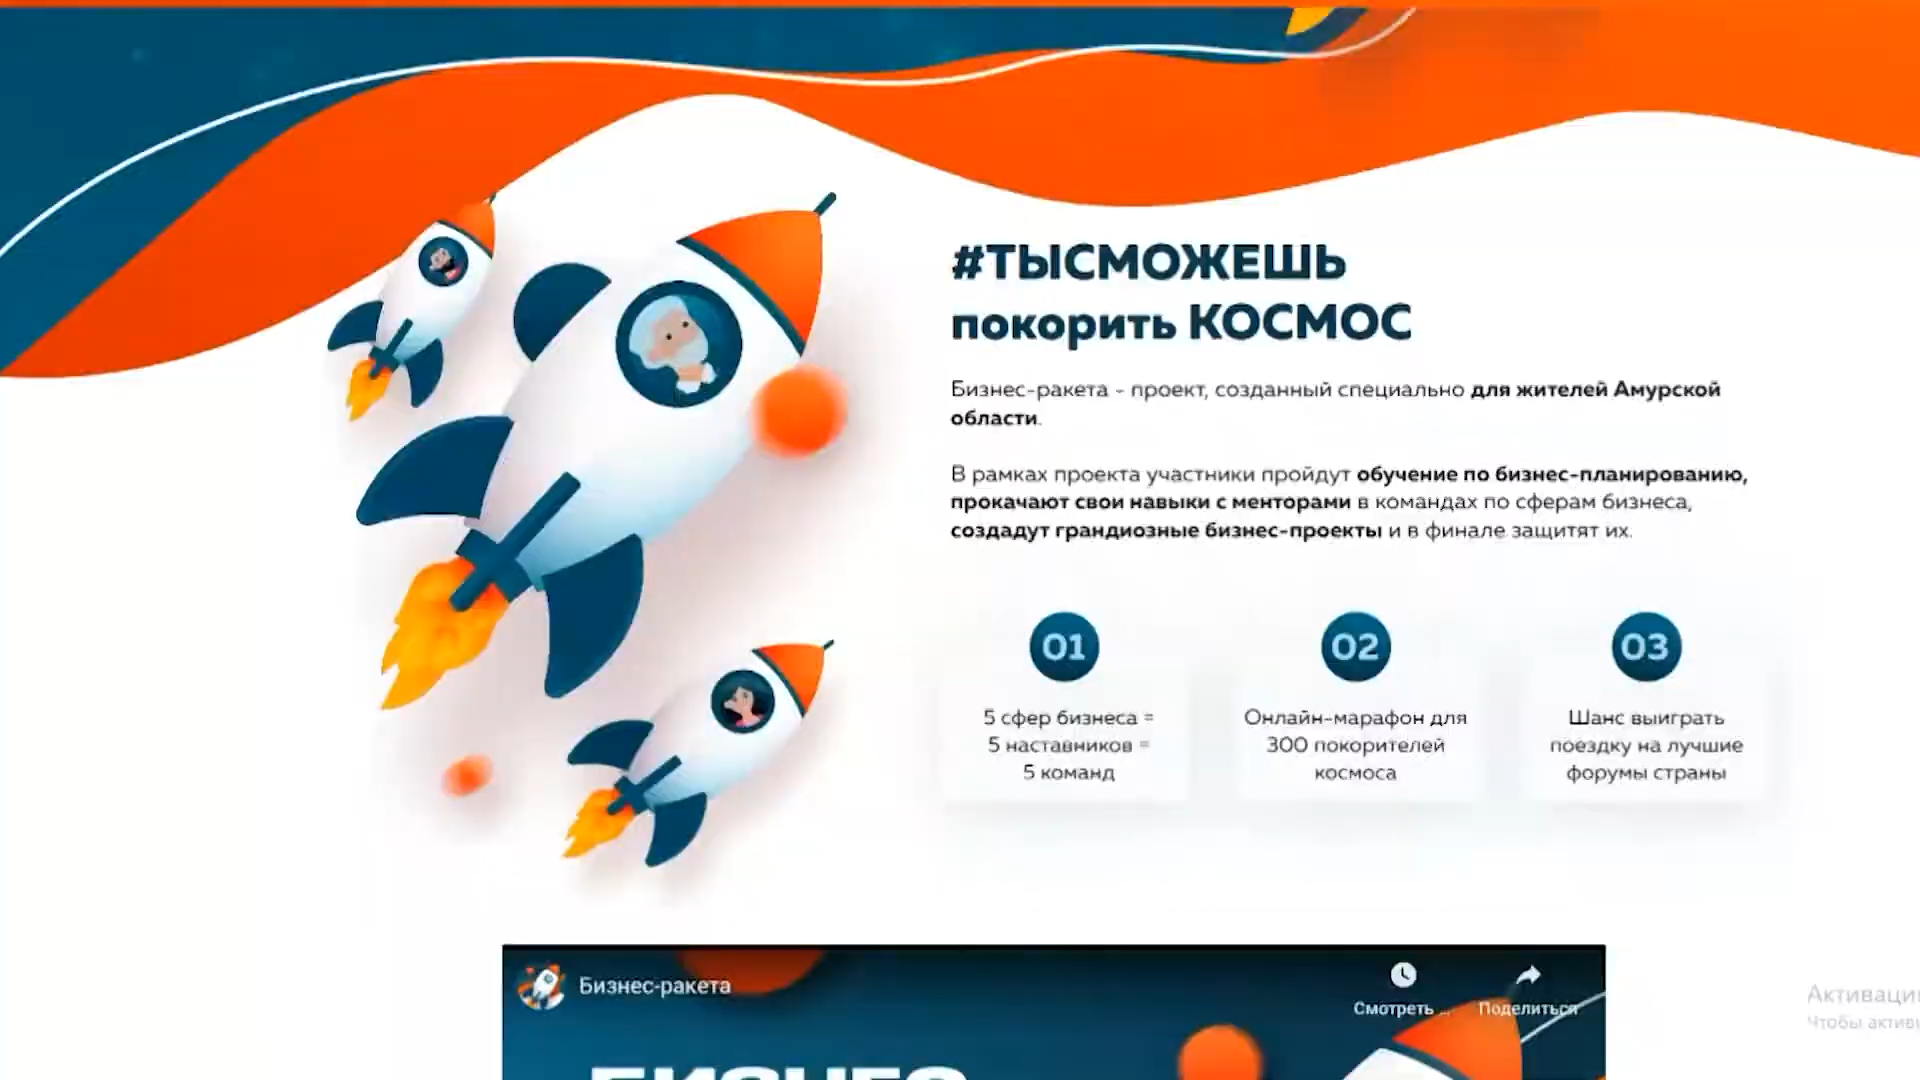 #ТЫСМОЖЕШЬ
покорить КОСМОС
Бизнес-ракета - проект, созданный специально для жителей Амурской
области.
В рамках проекта участники пройдут обучение по бизнес-планированию,
прокачают свои навыки с менторами в командах по сферам бизнеса,
создадут грандиозные бизнес-проекты и в финале защитят их.
01
5 сфер бизнеса =
5 наставников =
5 команд
02
Онлайн-марафон для
300 покорителей
космоса
03
Шанс выиграть
поездку на лучшие
форумы страны
Бизнес-ракета
Смотреть ...
Поделиться
Чтобы